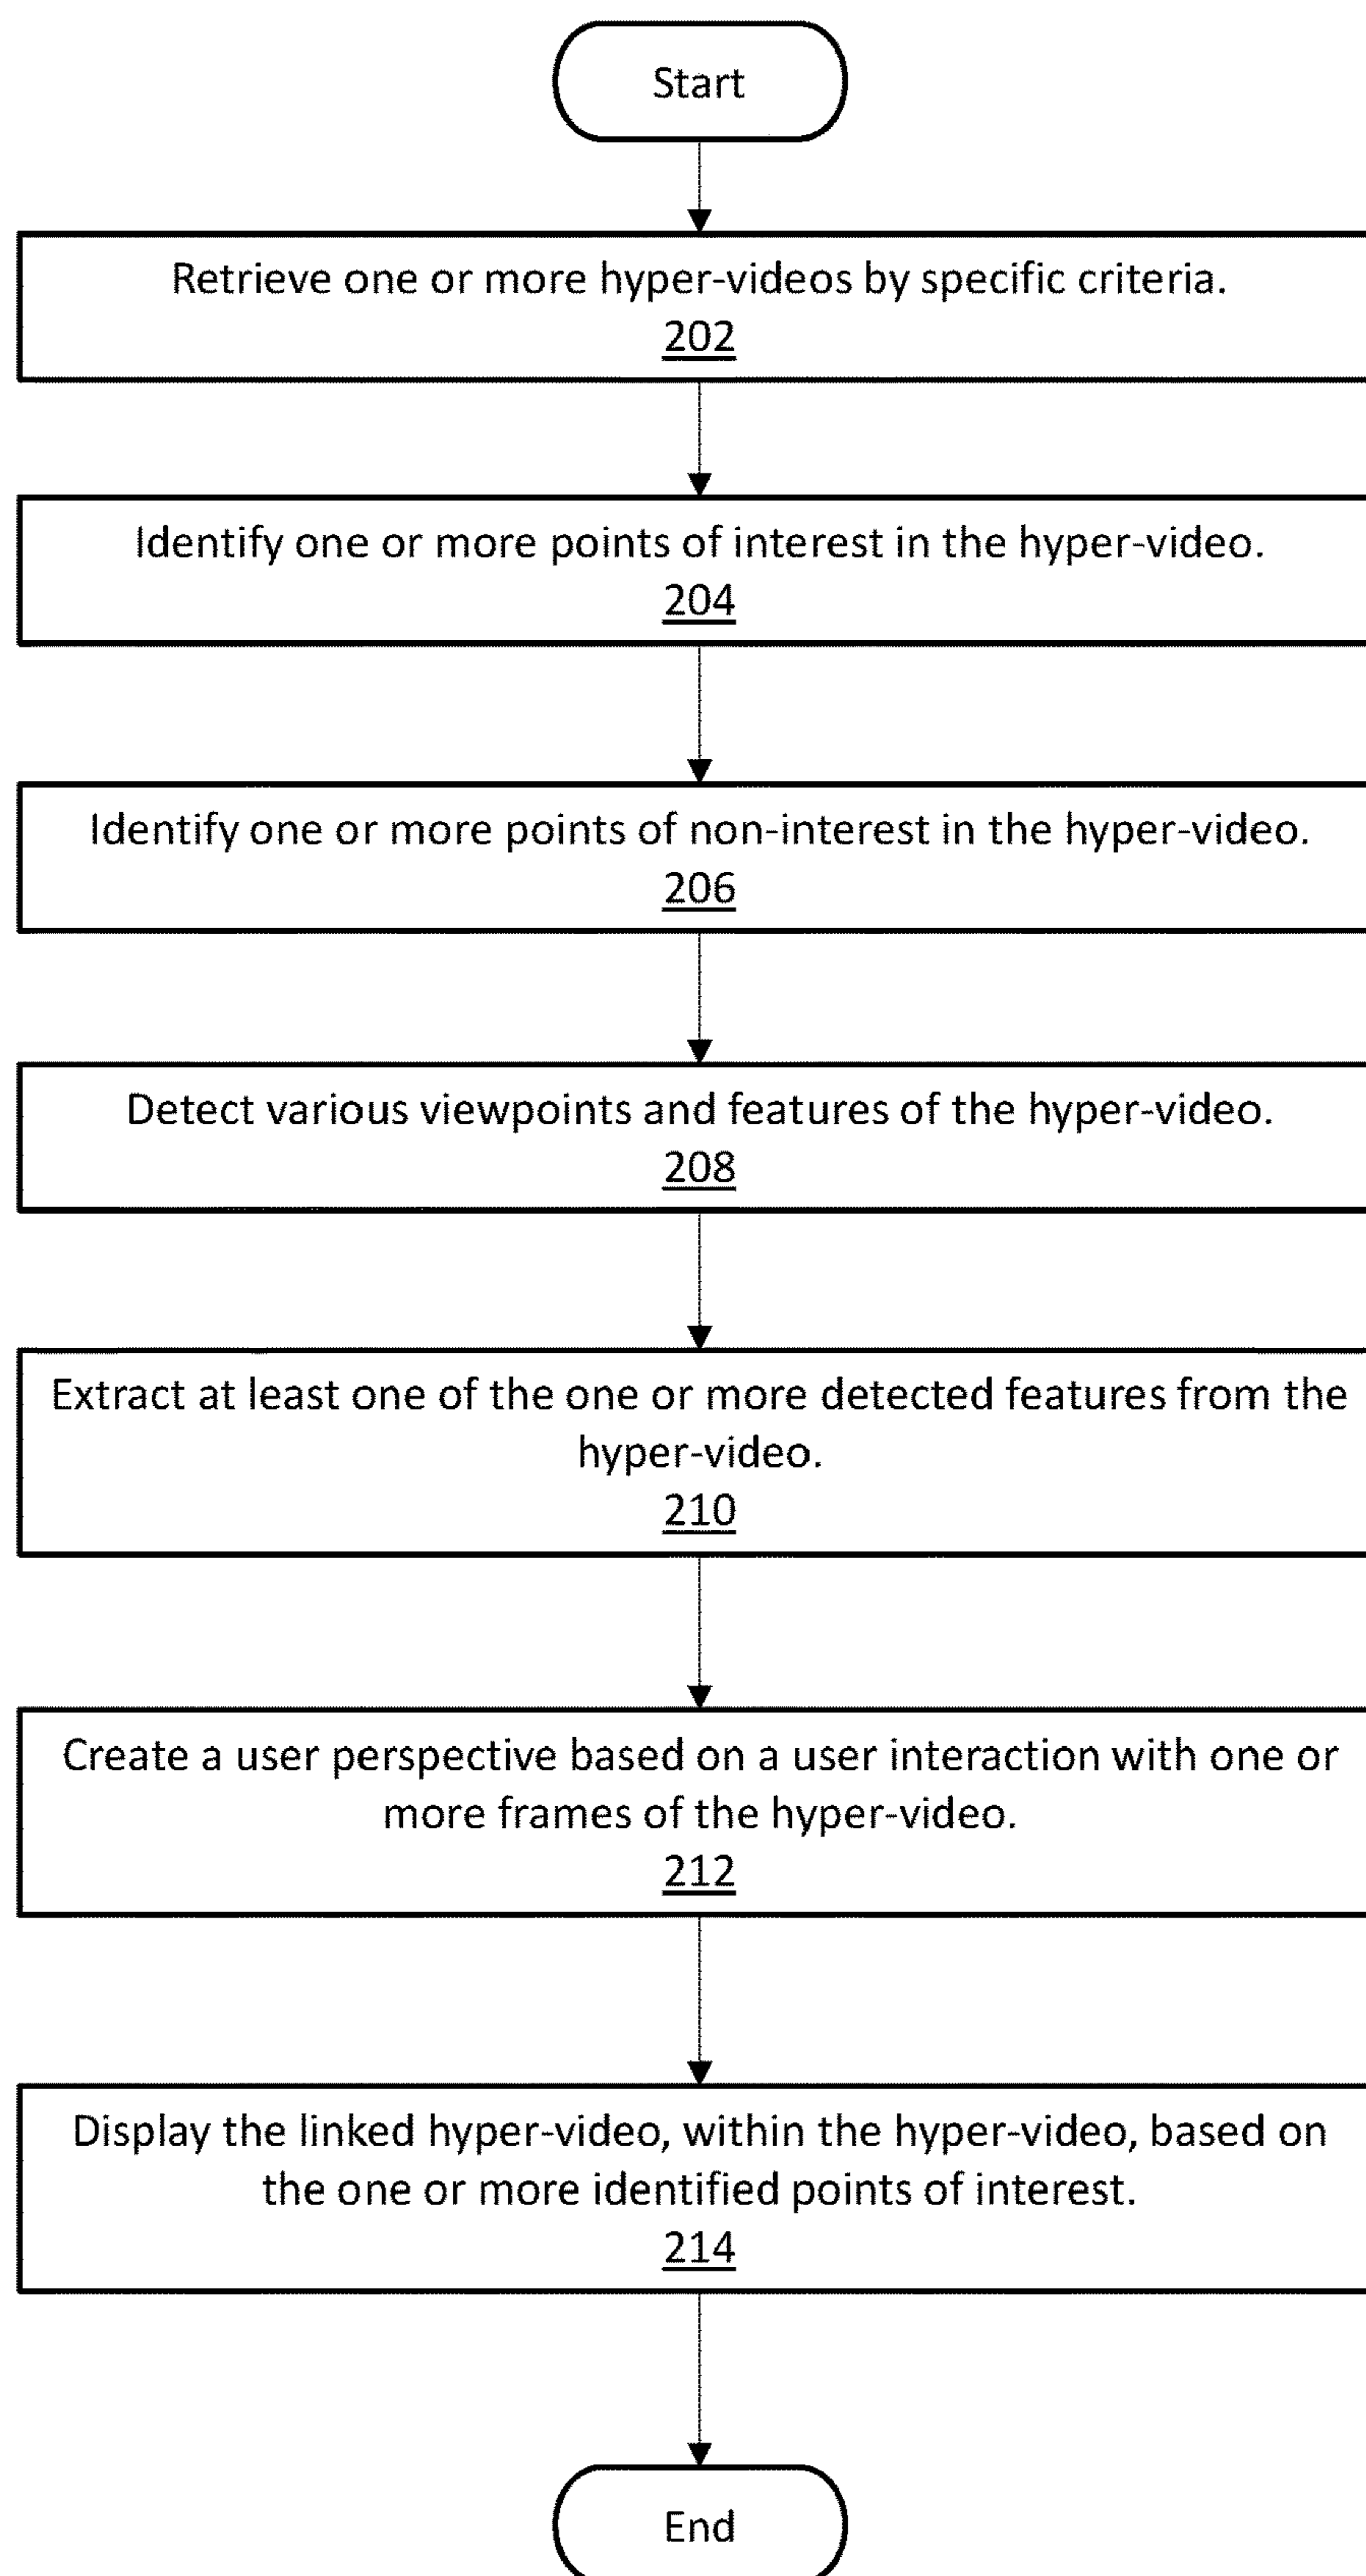 Start
Retrieve one or more hyper-videos by specific criteria.
202
Identify one or more points of interest in the hyper-video.
204
Identify one or more points of non-interest in the hyper-video.
206
Detect various viewpoints and features of the hyper-video.
208
Extract at least one of the one or more detected features from the
hyper-video.
210
Create a user perspective based on a user interaction with one or
more frames of the hyper-video.
212
Display the linked hyper-video, within the hyper-video, based on
the one or more identified points of interest.
214
End